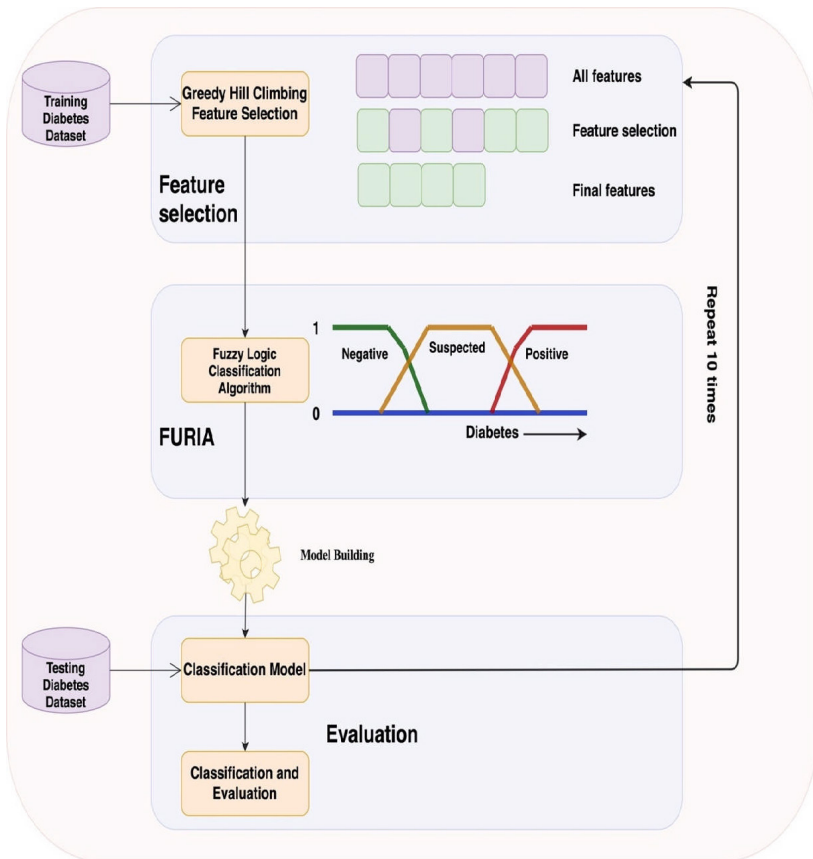 Training
Diabetes
Dataset
Greedy Hill Climbing
Feature Selection
All features
Feature selection
Final features
Feature
selection
Fuzzy Logic
Classification
Algorithm
FURIA
1
0
Negative
Suspected
Positive
Diabetes
Repeat 10 times
Model Building
Testing
Diabetes
Dataset
Classification Model
Evaluation
Classification and
Evaluation